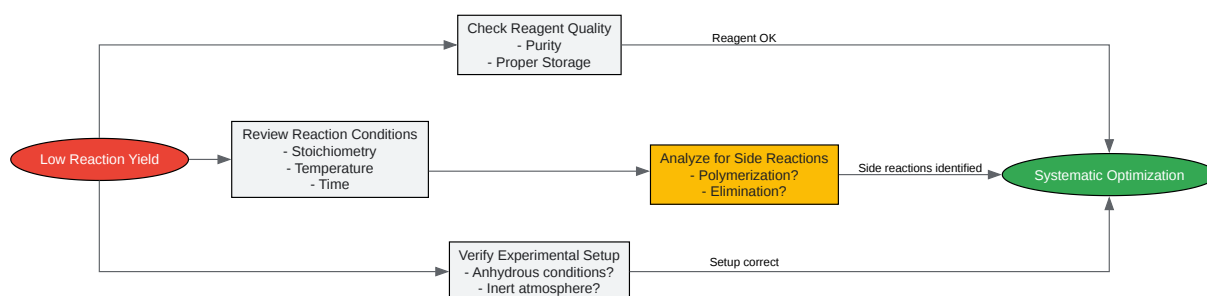 Check Reagent Quality
- Purity
- Proper Storage
Reagent OK
Low Reaction Yield
Review Reaction Conditions
- Stoichiometry
- Temperature
- Time
Analyze for Side Reactions
- Polymerization?
- Elimination?
Side reactions identified
Systematic Optimization
Verify Experimental Setup
- Anhydrous conditions?
- Inert atmosphere?
Setup correct